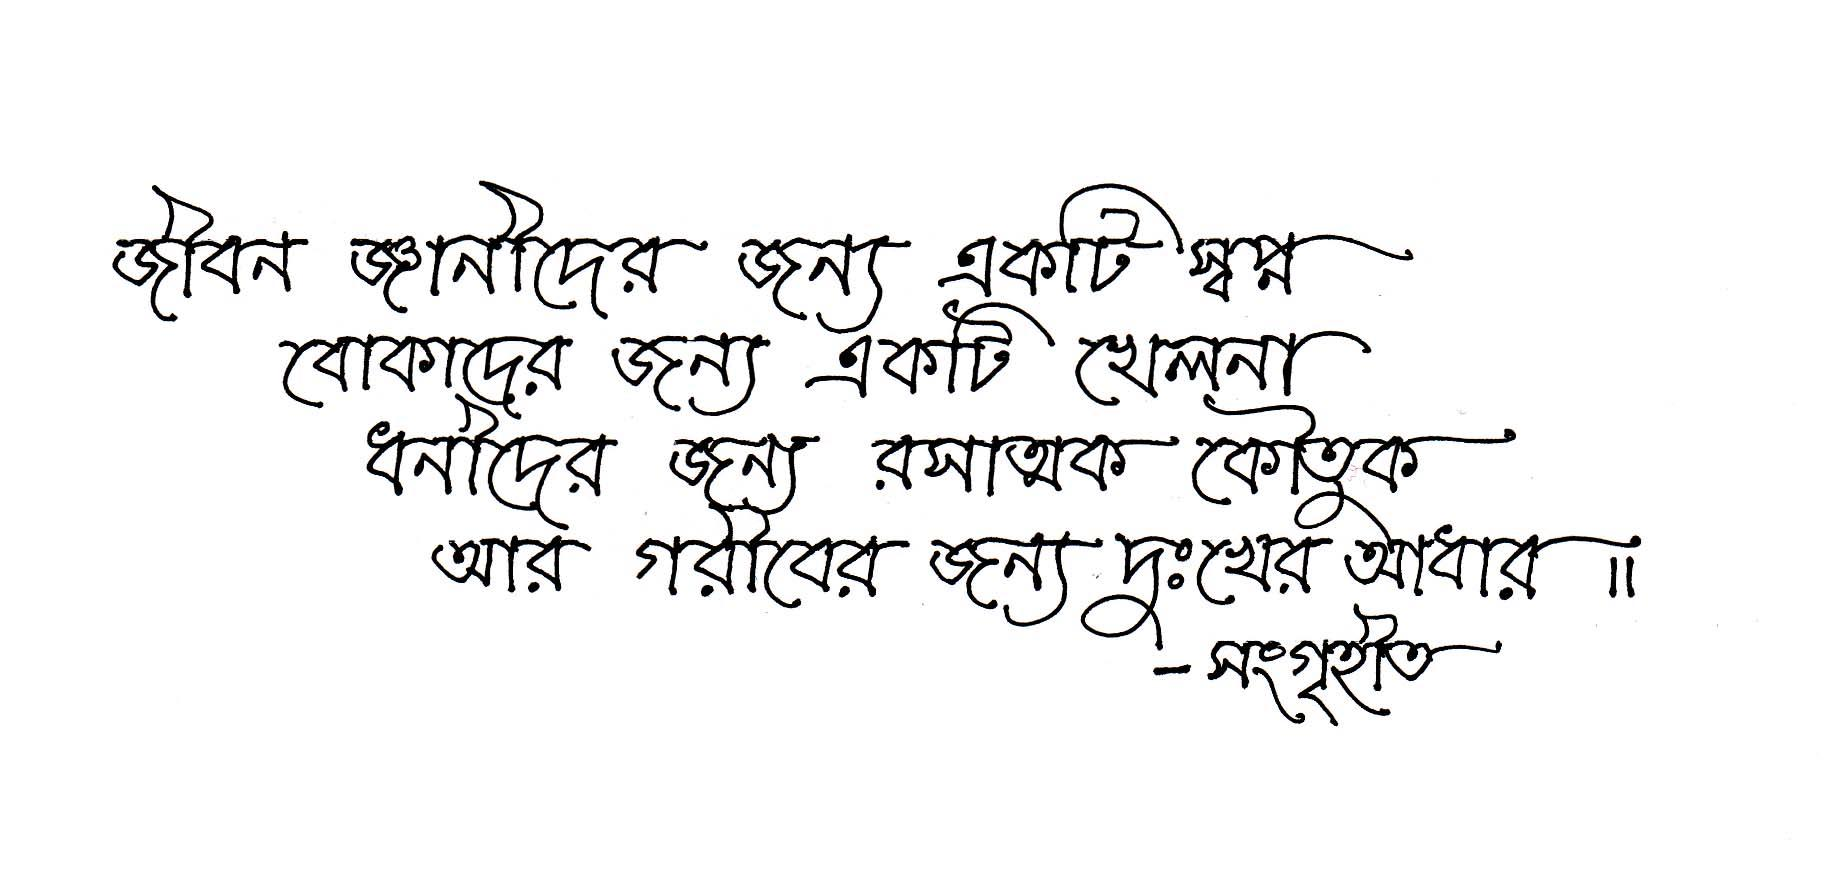 জীবন জ্ঞানীদের জন্য একটি স্বপ্ন
বোকাদের জন্য একটি খেলনা
ধনীদের জন্য রসাত্মক কৌতুক
আর গরীবের জন্য দুঃখের আধার ॥
– সংগৃহীত